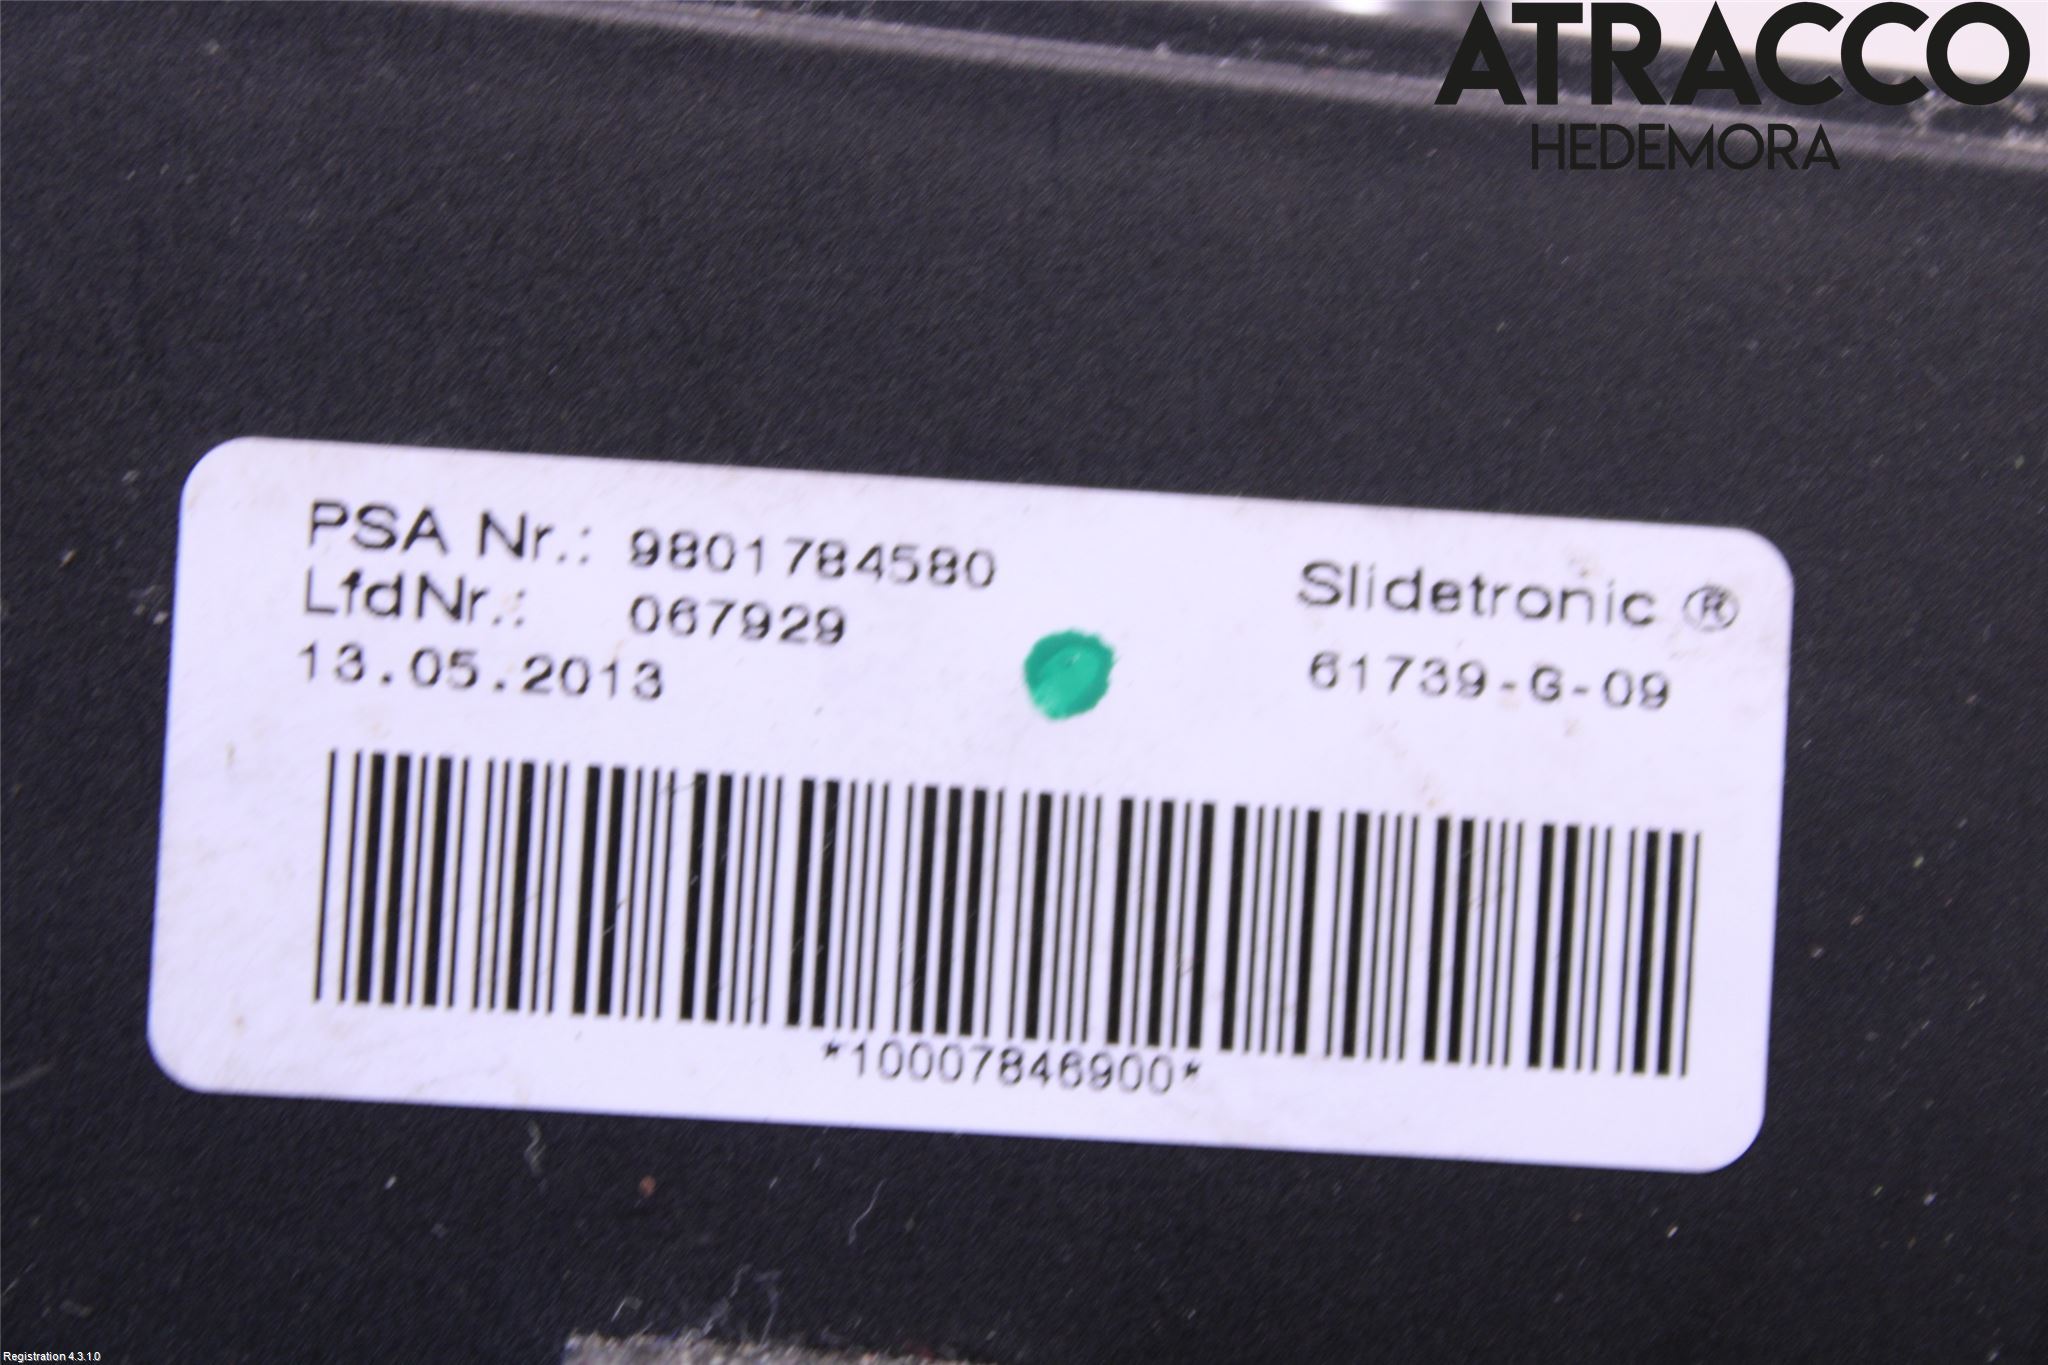 ATRACCO
HEDEMORA
PSA Nr.: 9801784580
LfdNr.: 067929
13.05.2013
Slidetronic ®
61739-G-09
*10007846900*
Registration 4.3.1.0